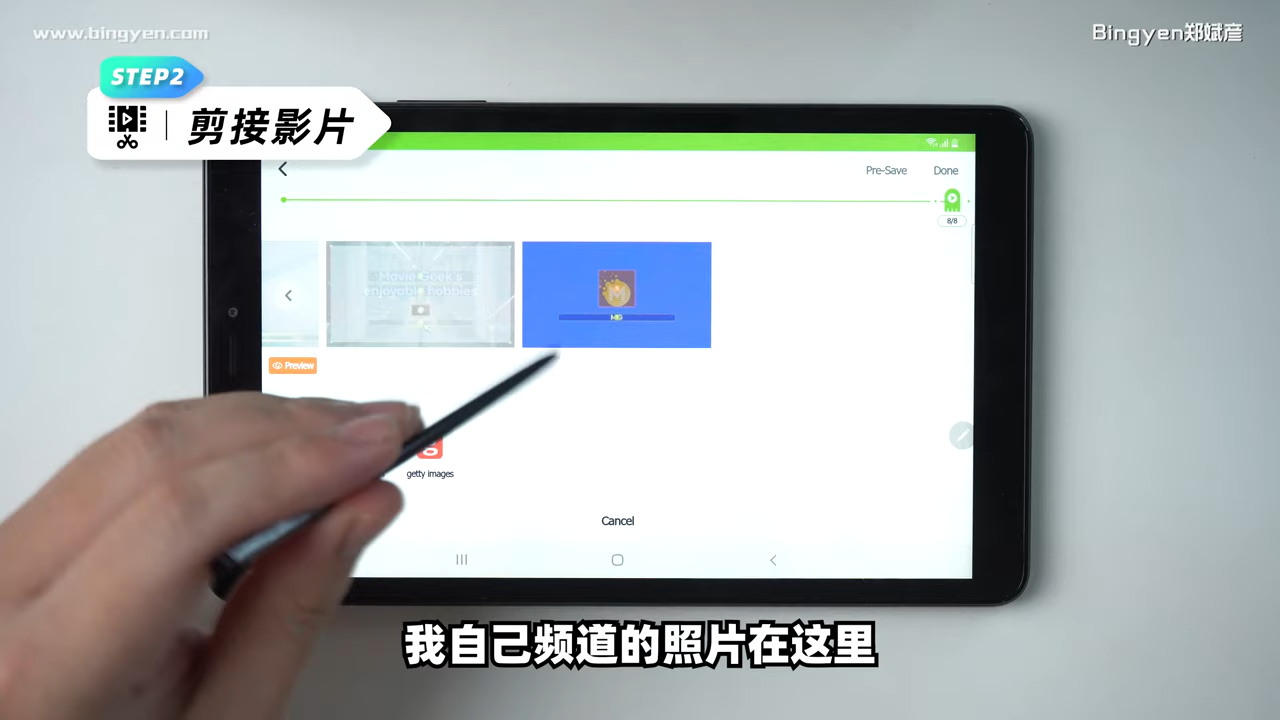 www.bingyen.com
Bingyen郑斌彦
STEP2
剪接影片
Pre-Save
Done
8/8
Movie Geek's
enjoyable hobbies
M
MG
Preview
getty images
Cancel
我自己频道的照片在这里